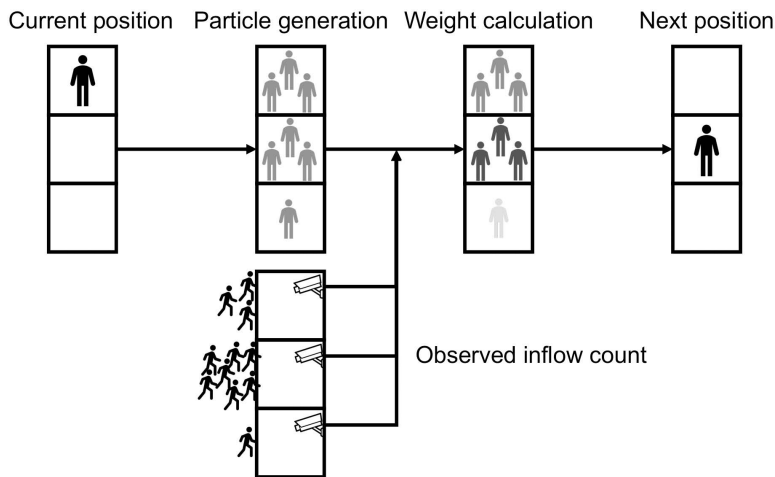 Current position
Particle generation
Weight calculation
Next position
Observed inflow count